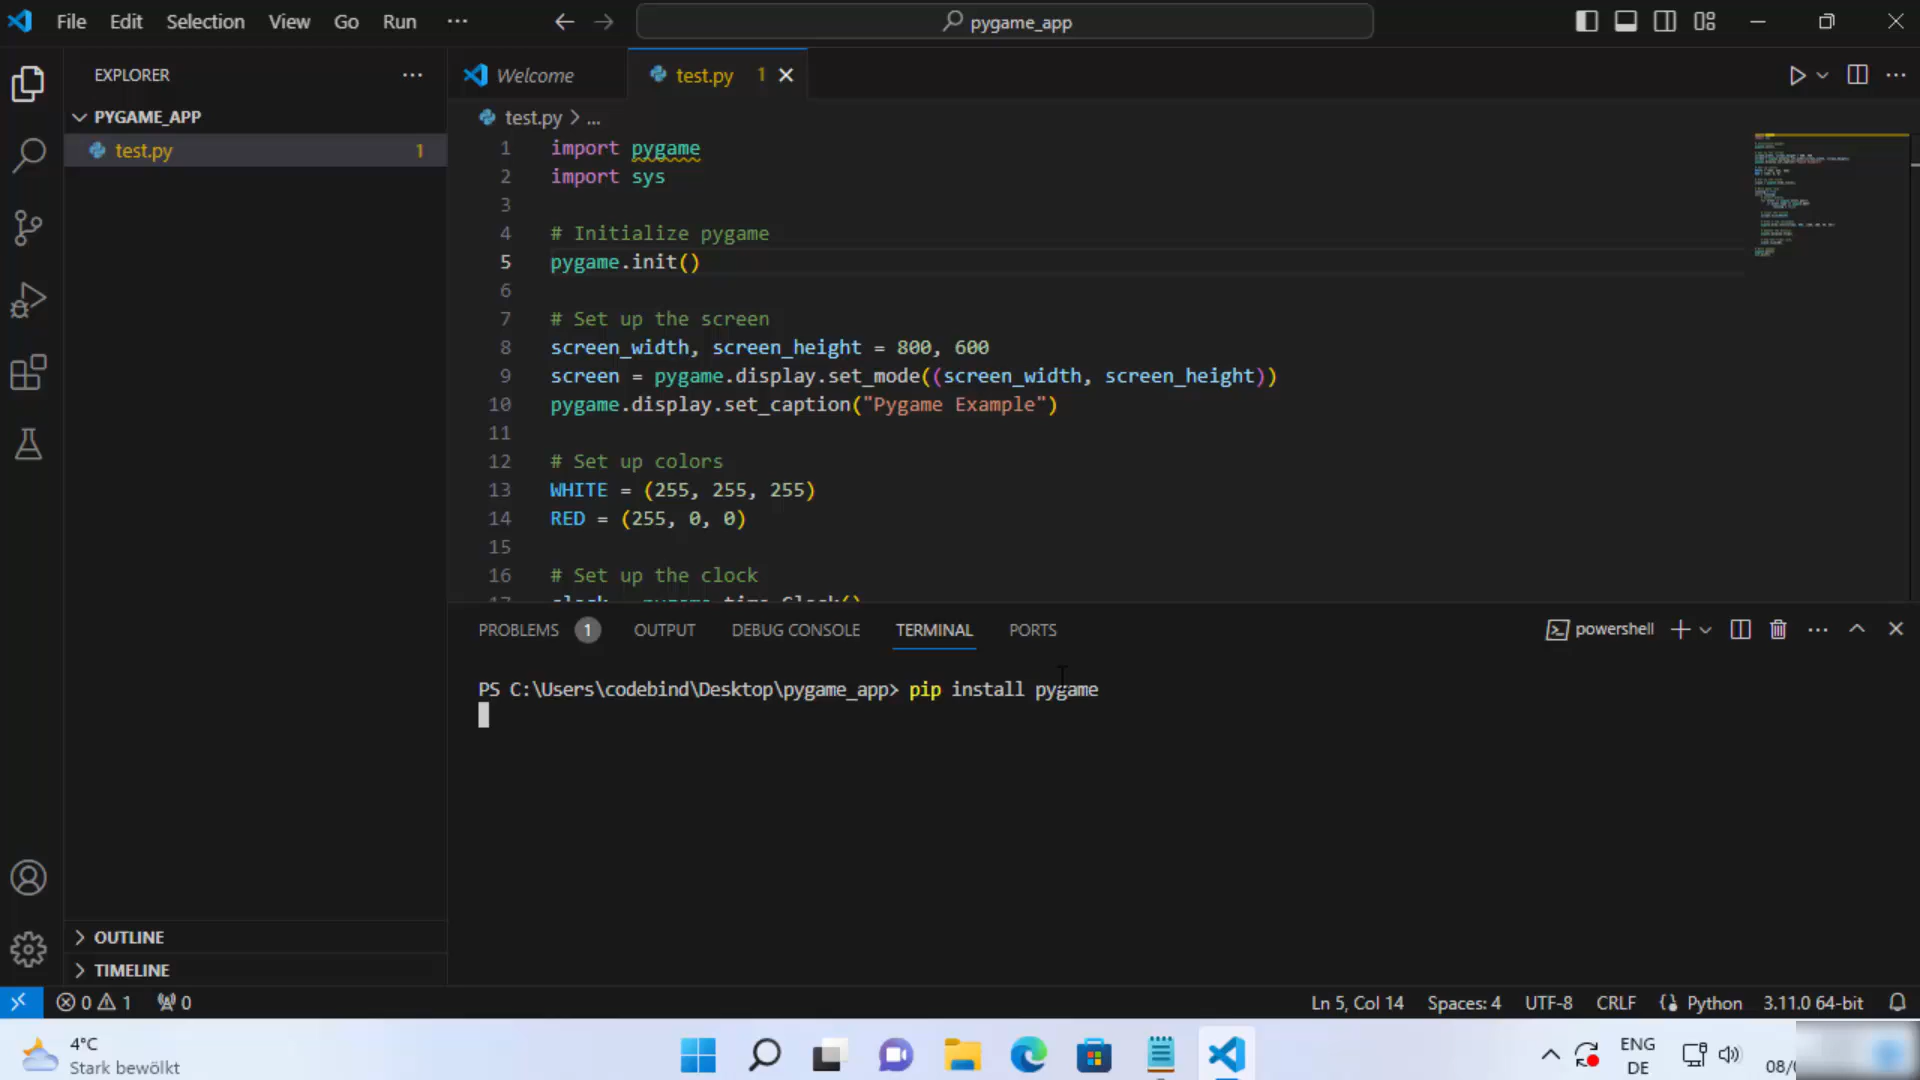 File Edit Selection View Go Run ...
pygame_app
EXPLORER ...
PYGAME_APP
test.py 1
Welcome
test.py 1
test.py > ...
1 import pygame
2 import sys
3
4 # Initialize pygame
5 pygame.init()
6
7 # Set up the screen
8 screen_width, screen_height = 800, 600
9 screen = pygame.display.set_mode((screen_width, screen_height))
10 pygame.display.set_caption("Pygame Example")
11
12 # Set up colors
13 WHITE = (255, 255, 255)
14 RED = (255, 0, 0)
15
16 # Set up the clock
17 clock = pygame.time.Clock()
PROBLEMS 1 OUTPUT DEBUG CONSOLE TERMINAL PORTS
powershell
PS C:\Users\codebind\Desktop\pygame_app> pip install pygame
OUTLINE
TIMELINE
0 1 0
Ln 5, Col 14 Spaces: 4 UTF-8 CRLF Python 3.11.0 64-bit
4°C
Stark bewölkt
ENG
DE
08/